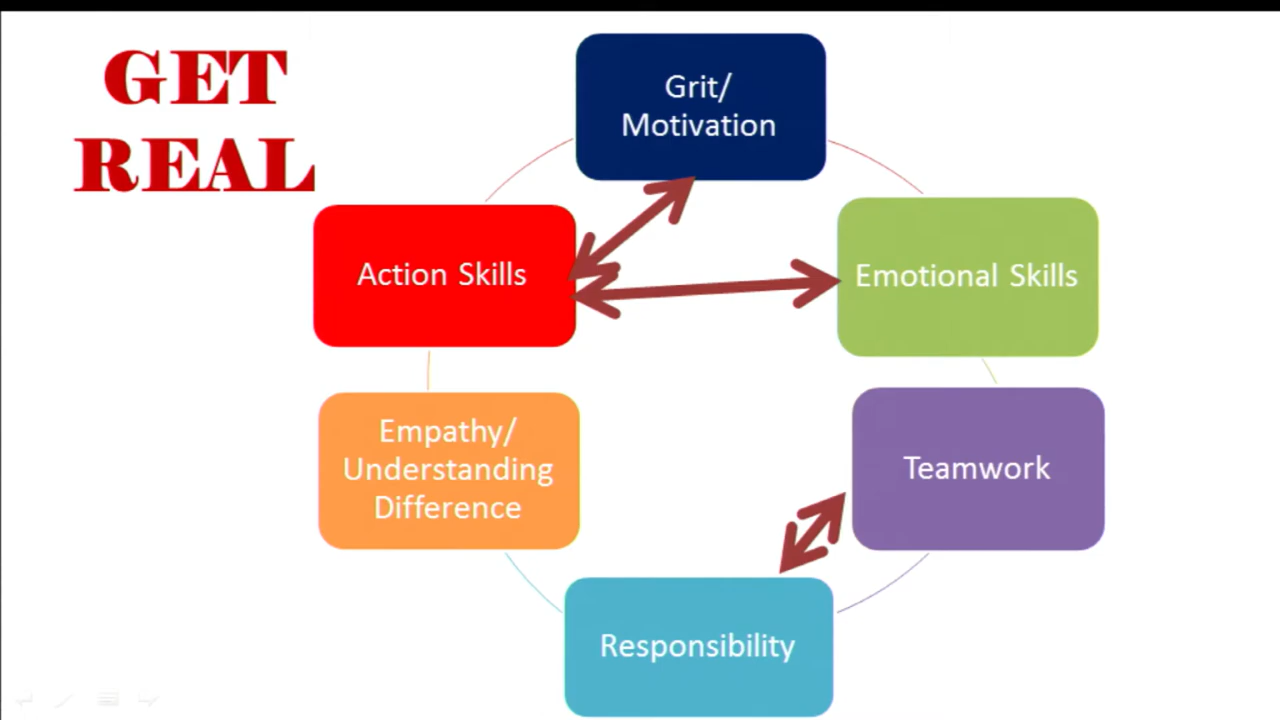 GET
REAL
Grit/
Motivation
Action Skills
Emotional Skills
Empathy/
Understanding
Difference
Teamwork
Responsibility